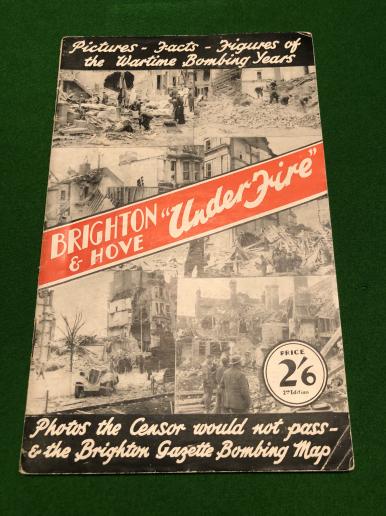 Pictures - Facts - Figures of
the Wartime Bombing Years
BRIGHTON
& HOVE
"Under Fire"
PRICE
2'6
2nd Edition
Photos the Censor would not pass -
& the Brighton Gazette Bombing Map